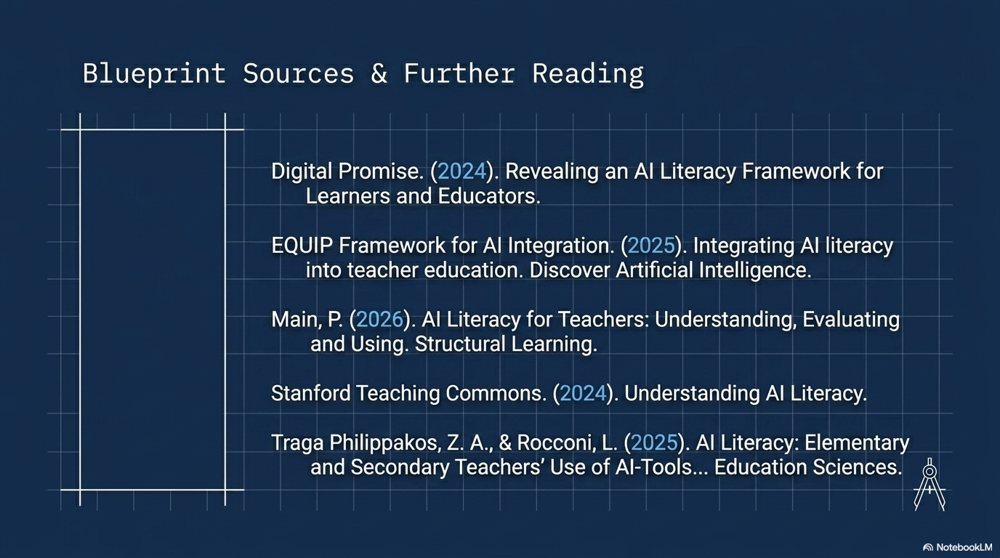 Blueprint Sources & Further Reading
Digital Promise. (2024). Revealing an AI Literacy Framework for
Learners and Educators.
EQUIP Framework for AI Integration. (2025). Integrating AI literacy
into teacher education. Discover Artificial Intelligence.
Main, P. (2026). AI Literacy for Teachers: Understanding, Evaluating
and Using. Structural Learning.
Stanford Teaching Commons. (2024). Understanding AI Literacy.
Traga Philippakos, Z. A., & Rocconi, L. (2025). AI Literacy: Elementary
and Secondary Teachers’ Use of AI-Tools... Education Sciences.
NotebookLM